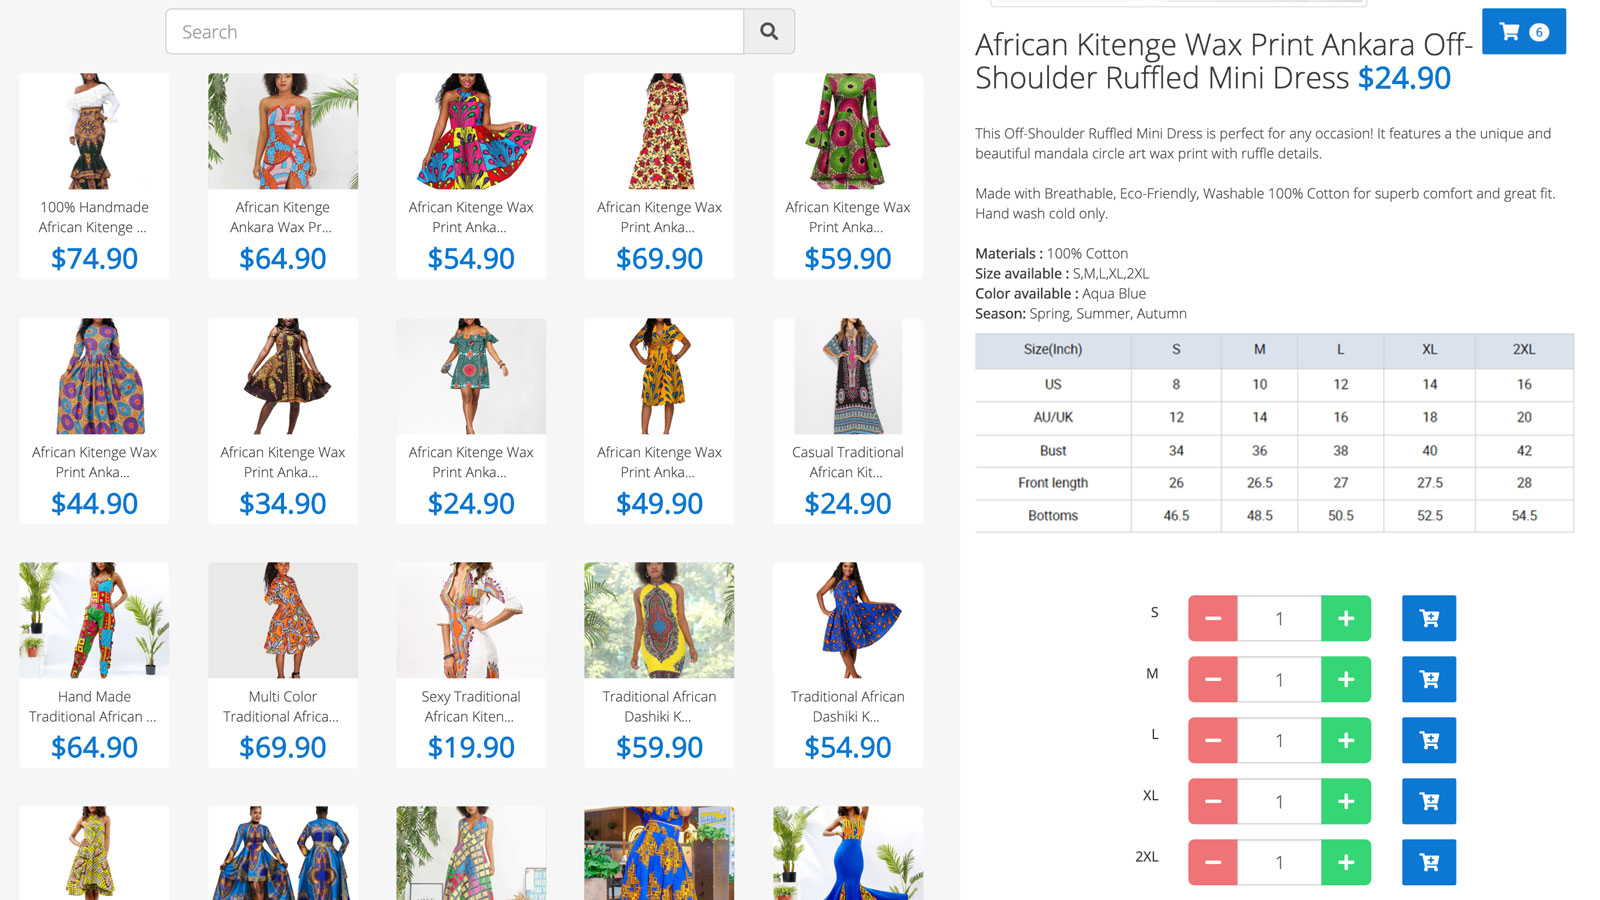 Search
100% Handmade
African Kitenge ...
$74.90
African Kitenge
Ankara Wax Pr...
$64.90
African Kitenge Wax
Print Anka...
$54.90
African Kitenge Wax
Print Anka...
$69.90
African Kitenge Wax
Print Anka...
$59.90
African Kitenge Wax
Print Anka...
$44.90
African Kitenge Wax
Print Anka...
$34.90
African Kitenge Wax
Print Anka...
$24.90
African Kitenge Wax
Print Anka...
$49.90
Casual Traditional
African Kit...
$24.90
Hand Made
Traditional African ...
$64.90
Multi Color
Traditional Africa...
$69.90
Sexy Traditional
African Kiten...
$19.90
Traditional African
Dashiki K...
$59.90
Traditional African
Dashiki K...
$54.90
6
African Kitenge Wax Print Ankara Off-
Shoulder Ruffled Mini Dress $24.90
This Off-Shoulder Ruffled Mini Dress is perfect for any occasion! It features a the unique and
beautiful mandala circle art wax print with ruffle details.
Made with Breathable, Eco-Friendly, Washable 100% Cotton for superb comfort and great fit.
Hand wash cold only.
Materials : 100% Cotton
Size available : S,M,L,XL,2XL
Color available : Aqua Blue
Season: Spring, Summer, Autumn
Size(Inch) S M L XL 2XL
US 8 10 12 14 16
AU/UK 12 14 16 18 20
Bust 34 36 38 40 42
Front length 26 26.5 27 27.5 28
Bottoms 46.5 48.5 50.5 52.5 54.5
S 1
M 1
L 1
XL 1
2XL 1